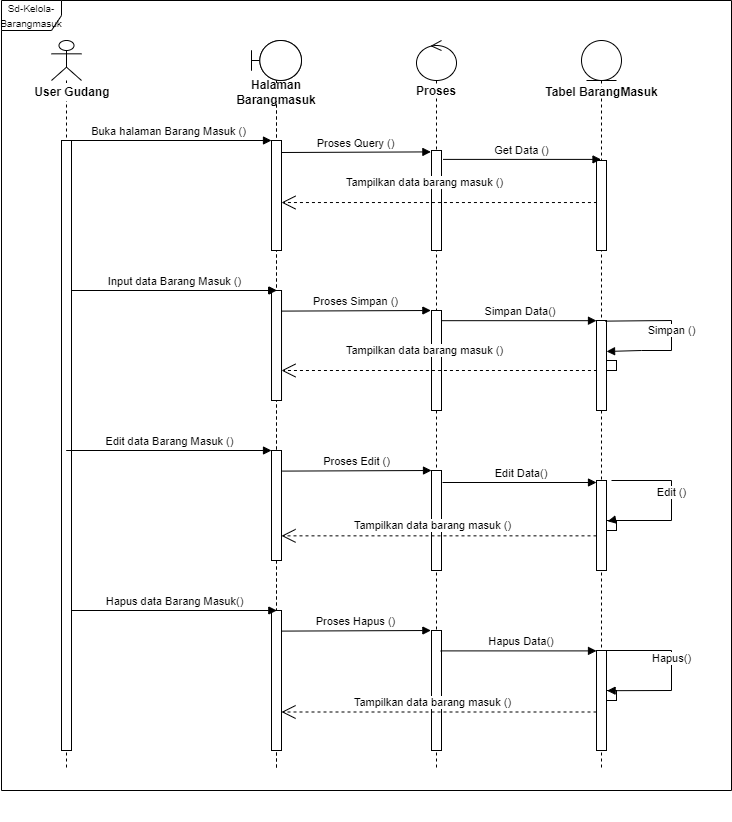 Sd-Kelola-
Barangmasuk
User Gudang
Halaman
Barangmasuk
Proses
Tabel BarangMasuk
Buka halaman Barang Masuk ()
Proses Query ()
Get Data ()
Tampilkan data barang masuk ()
Input data Barang Masuk ()
Proses Simpan ()
Simpan Data()
Simpan ()
Tampilkan data barang masuk ()
Edit data Barang Masuk ()
Proses Edit ()
Edit Data()
Edit ()
Tampilkan data barang masuk ()
Hapus data Barang Masuk()
Proses Hapus ()
Hapus Data()
Hapus()
Tampilkan data barang masuk ()